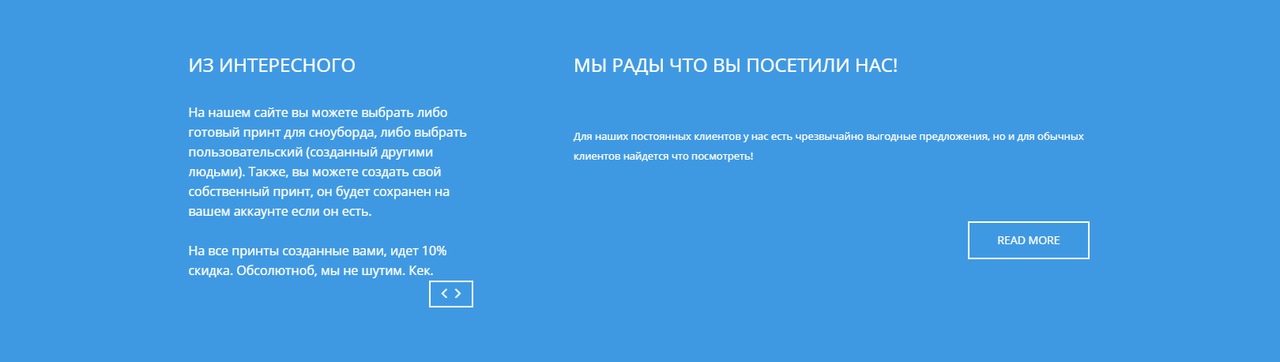 ИЗ ИНТЕРЕСНОГО
На нашем сайте вы можете выбрать либо
готовый принт для сноуборда, либо выбрать
пользовательский (созданный другими
людьми). Также, вы можете создать свой
собственный принт, он будет сохранен на
вашем аккаунте если он есть.
На все принты созданные вами, идет 10%
скидка. Обсолютноб, мы не шутим. Кек.
МЫ РАДЫ ЧТО ВЫ ПОСЕТИЛИ НАС!
Для наших постоянных клиентов у нас есть чрезвычайно выгодные предложения, но и для обычных
клиентов найдется что посмотреть!
READ MORE